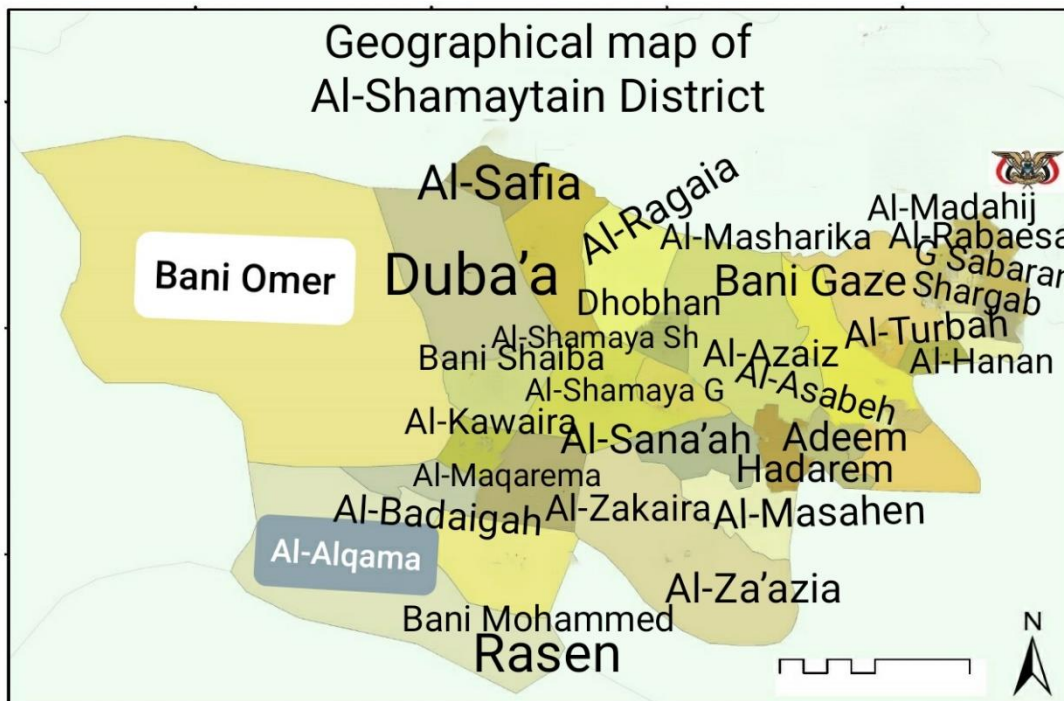 Geographical map of
Al-Shamaytain District
Al-Safia
Al-Ragaia
Al-Madahij
Al-Masharika
Al-Rabaesa
G Sabaran
Bani Omer
Duba'a
Dhobhan
Bani Gaze
Shargab
Al-Shamaya Sh
Al-Turbah
Bani Shaiba
Al-Azaiz
Al-Hanan
Al-Shamaya G
Al-Asabeh
Al-Kawaira
Al-Sana'ah
Adeem
Al-Maqarema
Hadarem
Al-Badaigah
Al-Zakaira
Al-Masahen
Al-Alqama
Al-Za'azia
Bani Mohammed
Rasen
N